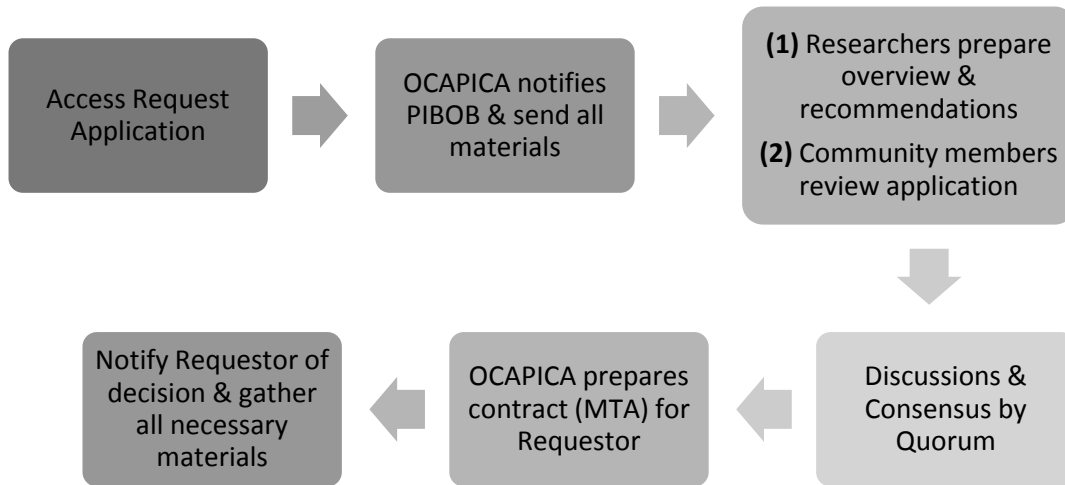 Access Request
Application
OCAPICA notifies
PIBOB & send all
materials
(1) Researchers prepare
overview &
recommendations
(2) Community members
review application
Discussions &
Consensus by
Quorum
OCAPICA prepares
contract (MTA) for
Requestor
Notify Requestor of
decision & gather
all necessary
materials